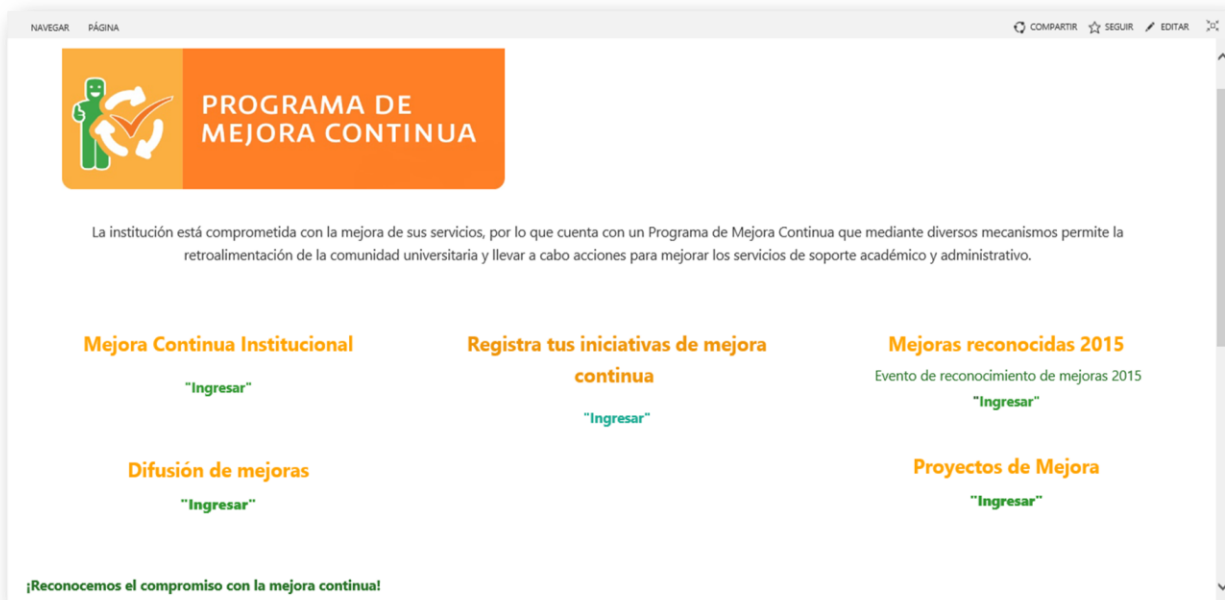 NAVEGAR PÁGINA
COMPARTIR SEGUIR EDITAR
PROGRAMA DE
MEJORA CONTINUA
La institución está comprometida con la mejora de sus servicios, por lo que cuenta con un Programa de Mejora Continua que mediante diversos mecanismos permite la
retroalimentación de la comunidad universitaria y llevar a cabo acciones para mejorar los servicios de soporte académico y administrativo.
Mejora Continua Institucional
"Ingresar"
Registra tus iniciativas de mejora
continua
"Ingresar"
Mejoras reconocidas 2015
Evento de reconocimiento de mejoras 2015
"Ingresar"
Difusión de mejoras
"Ingresar"
Proyectos de Mejora
"Ingresar"
¡Reconocemos el compromiso con la mejora continua!